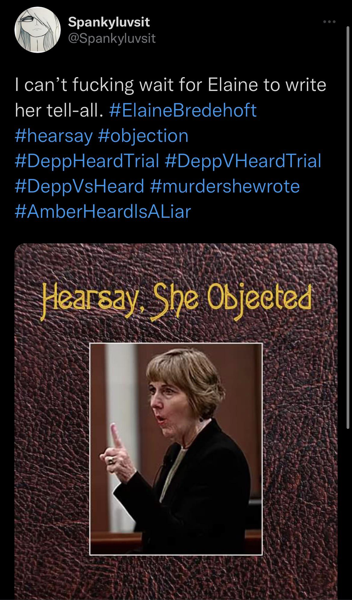 Spankyluvsit
@Spankyluvsit
I can’t fucking wait for Elaine to write
her tell-all. #ElaineBredehoft
#hearsay #objection
#DeppHeardTrial #DeppVHeardTrial
#DeppVsHeard #murdershewrote
#AmberHeardIsALiar
Hearsay, She Objected